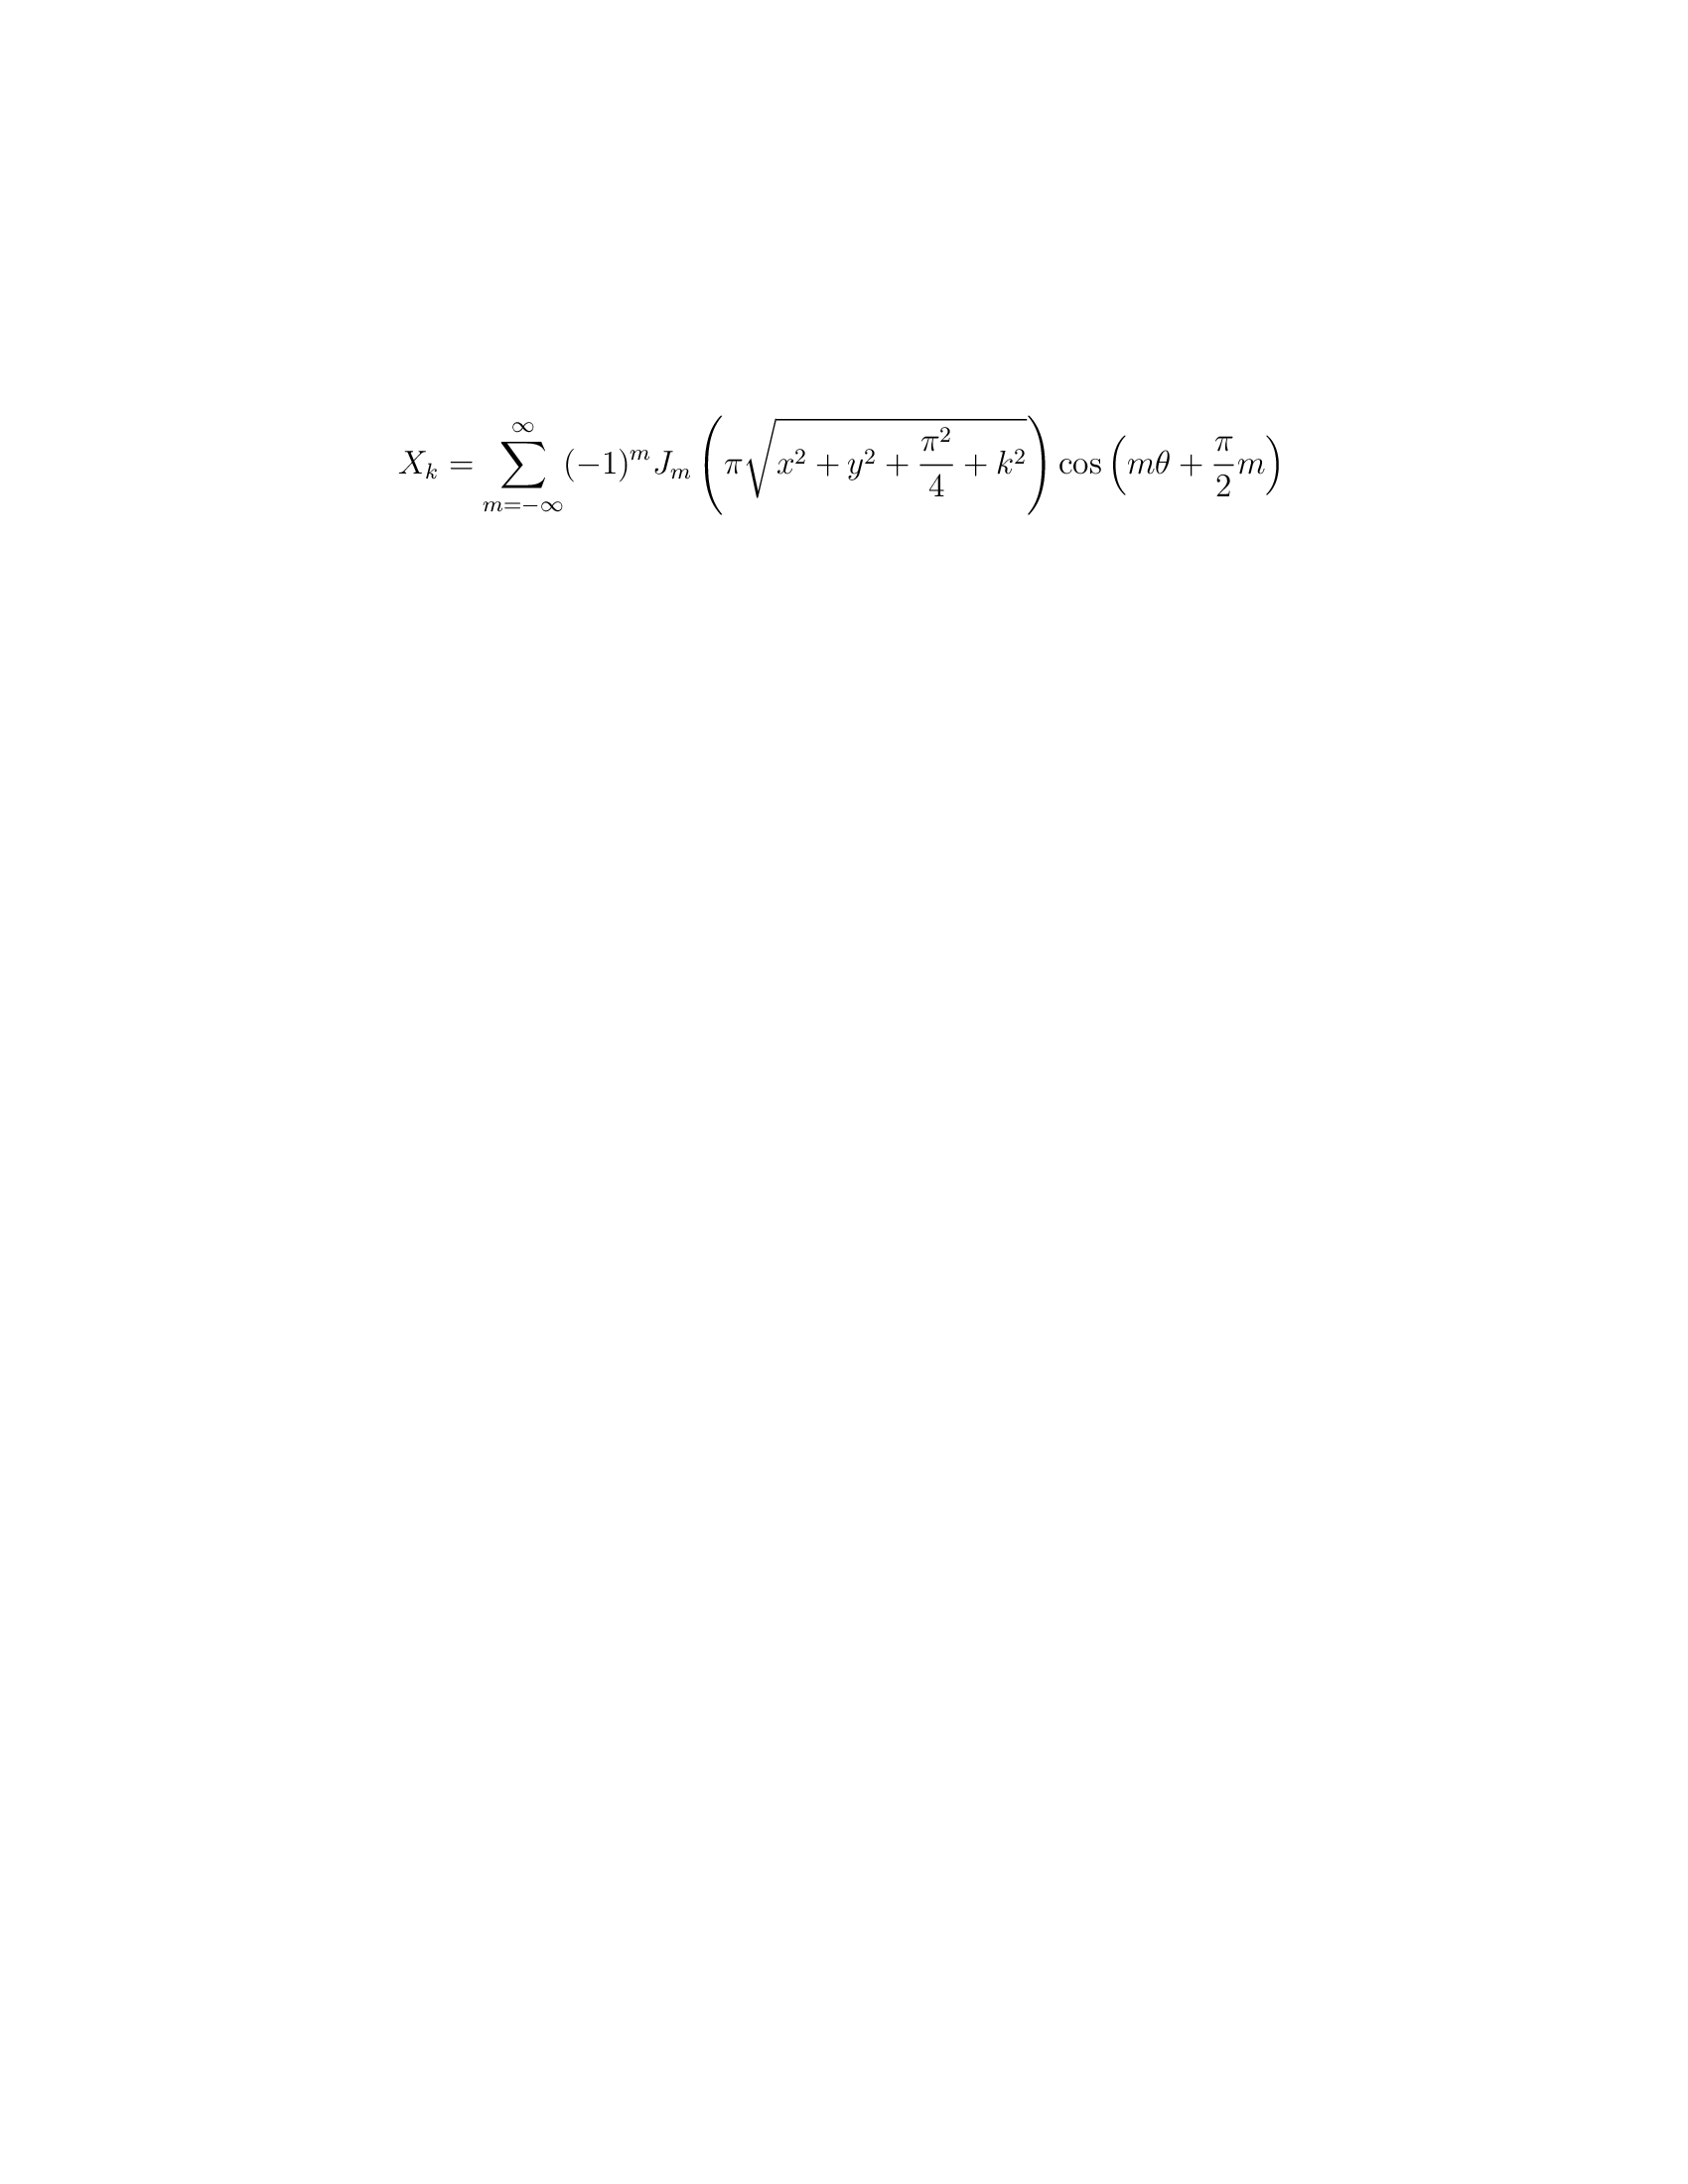 $$X_k = \sum_{m=-\infty}^{\infty} (-1)^m J_m \left( \pi \sqrt{x^2 + y^2 + \frac{\pi^2}{4} + k^2} \right) \cos \left( m\theta + \frac{\pi}{2} m \right)$$